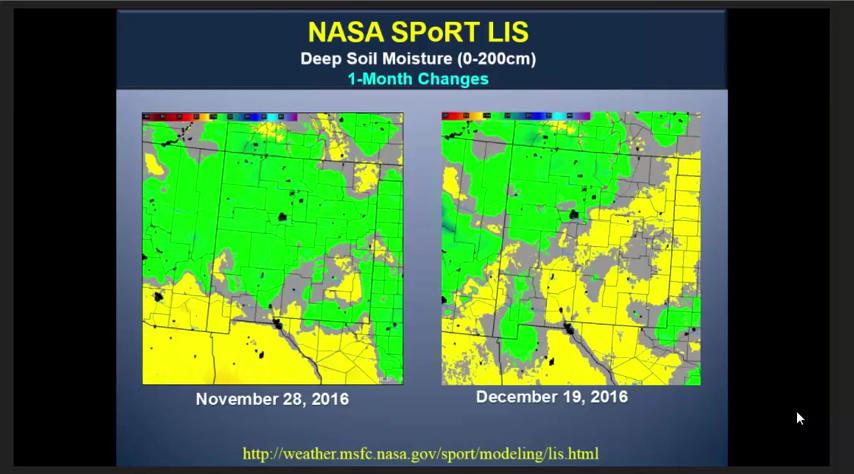 NASA SPoRT LIS
Deep Soil Moisture (0-200cm)
1-Month Changes
November 28, 2016
December 19, 2016
http://weather.msfc.nasa.gov/sport/modeling/lis.html